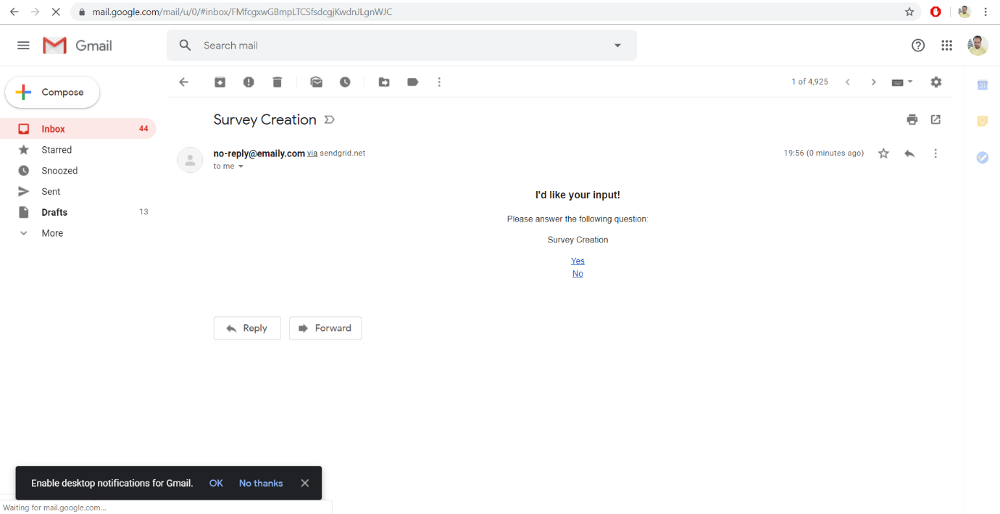 mail.google.com/mail/u/0/#inbox/FMfcgxwGBmpLTCSfsdcgjKwdnJLgnWJC
Gmail
Search mail
Compose
1 of 4,925
Inbox 44
Starred
Snoozed
Sent
Drafts 13
More
Survey Creation
no-reply@emaily.com via sendgrid.net
19:56 (0 minutes ago)
to me
I'd like your input!
Please answer the following question:
Survey Creation
Yes
No
Reply
Forward
Enable desktop notifications for Gmail. OK No thanks
Waiting for mail.google.com...
31